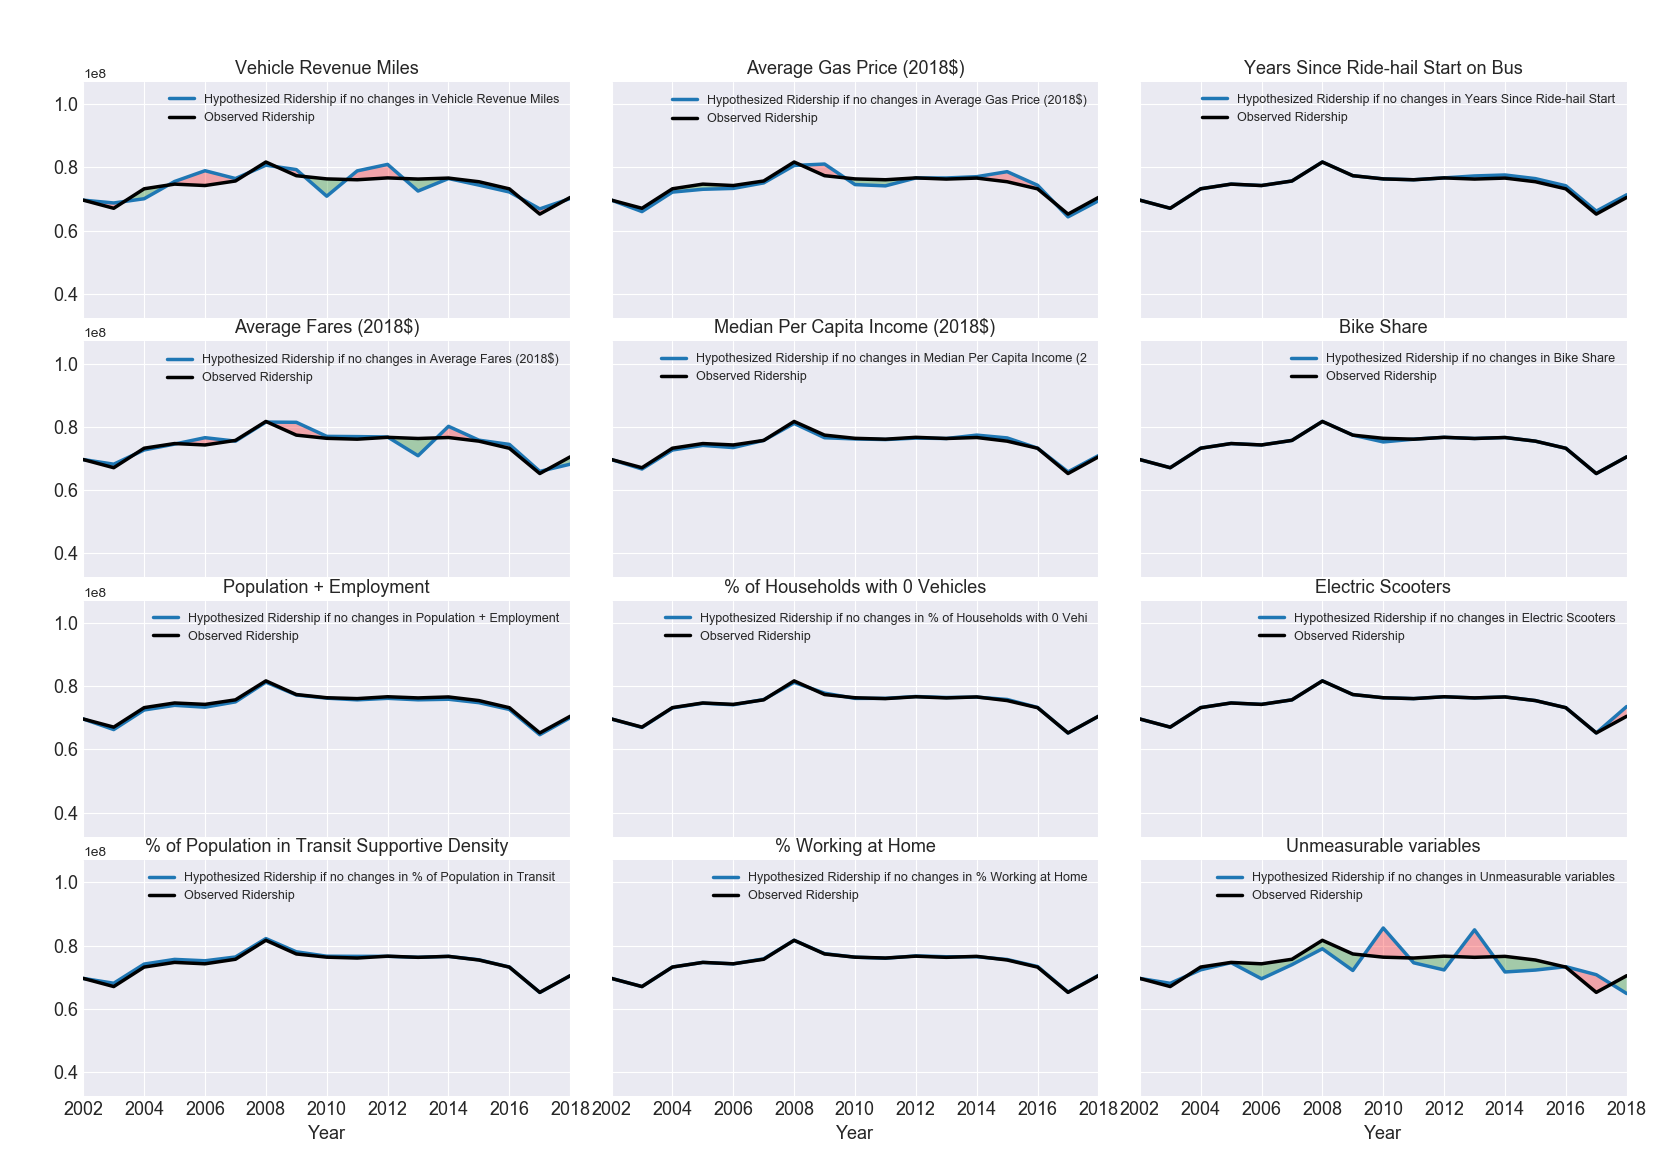 Vehicle Revenue Miles
1e8
Hypothesized Ridership if no changes in Vehicle Revenue Miles
Observed Ridership
1.0
0.8
0.6
0.4
Average Gas Price (2018$)
Hypothesized Ridership if no changes in Average Gas Price (2018$)
Observed Ridership
Years Since Ride-hail Start on Bus
Hypothesized Ridership if no changes in Years Since Ride-hail Start
Observed Ridership
Average Fares (2018$)
1e8
Hypothesized Ridership if no changes in Average Fares (2018$)
Observed Ridership
1.0
0.8
0.6
0.4
Median Per Capita Income (2018$)
Hypothesized Ridership if no changes in Median Per Capita Income (2
Observed Ridership
Bike Share
Hypothesized Ridership if no changes in Bike Share
Observed Ridership
Population + Employment
1e8
Hypothesized Ridership if no changes in Population + Employment
Observed Ridership
1.0
0.8
0.6
0.4
% of Households with 0 Vehicles
Hypothesized Ridership if no changes in % of Households with 0 Vehi
Observed Ridership
Electric Scooters
Hypothesized Ridership if no changes in Electric Scooters
Observed Ridership
% of Population in Transit Supportive Density
1e8
Hypothesized Ridership if no changes in % of Population in Transit
Observed Ridership
1.0
0.8
0.6
0.4
2002 2004 2006 2008 2010 2012 2014 2016 2018
Year
% Working at Home
Hypothesized Ridership if no changes in % Working at Home
Observed Ridership
2002 2004 2006 2008 2010 2012 2014 2016 2018
Year
Unmeasurable variables
Hypothesized Ridership if no changes in Unmeasurable variables
Observed Ridership
2002 2004 2006 2008 2010 2012 2014 2016 2018
Year